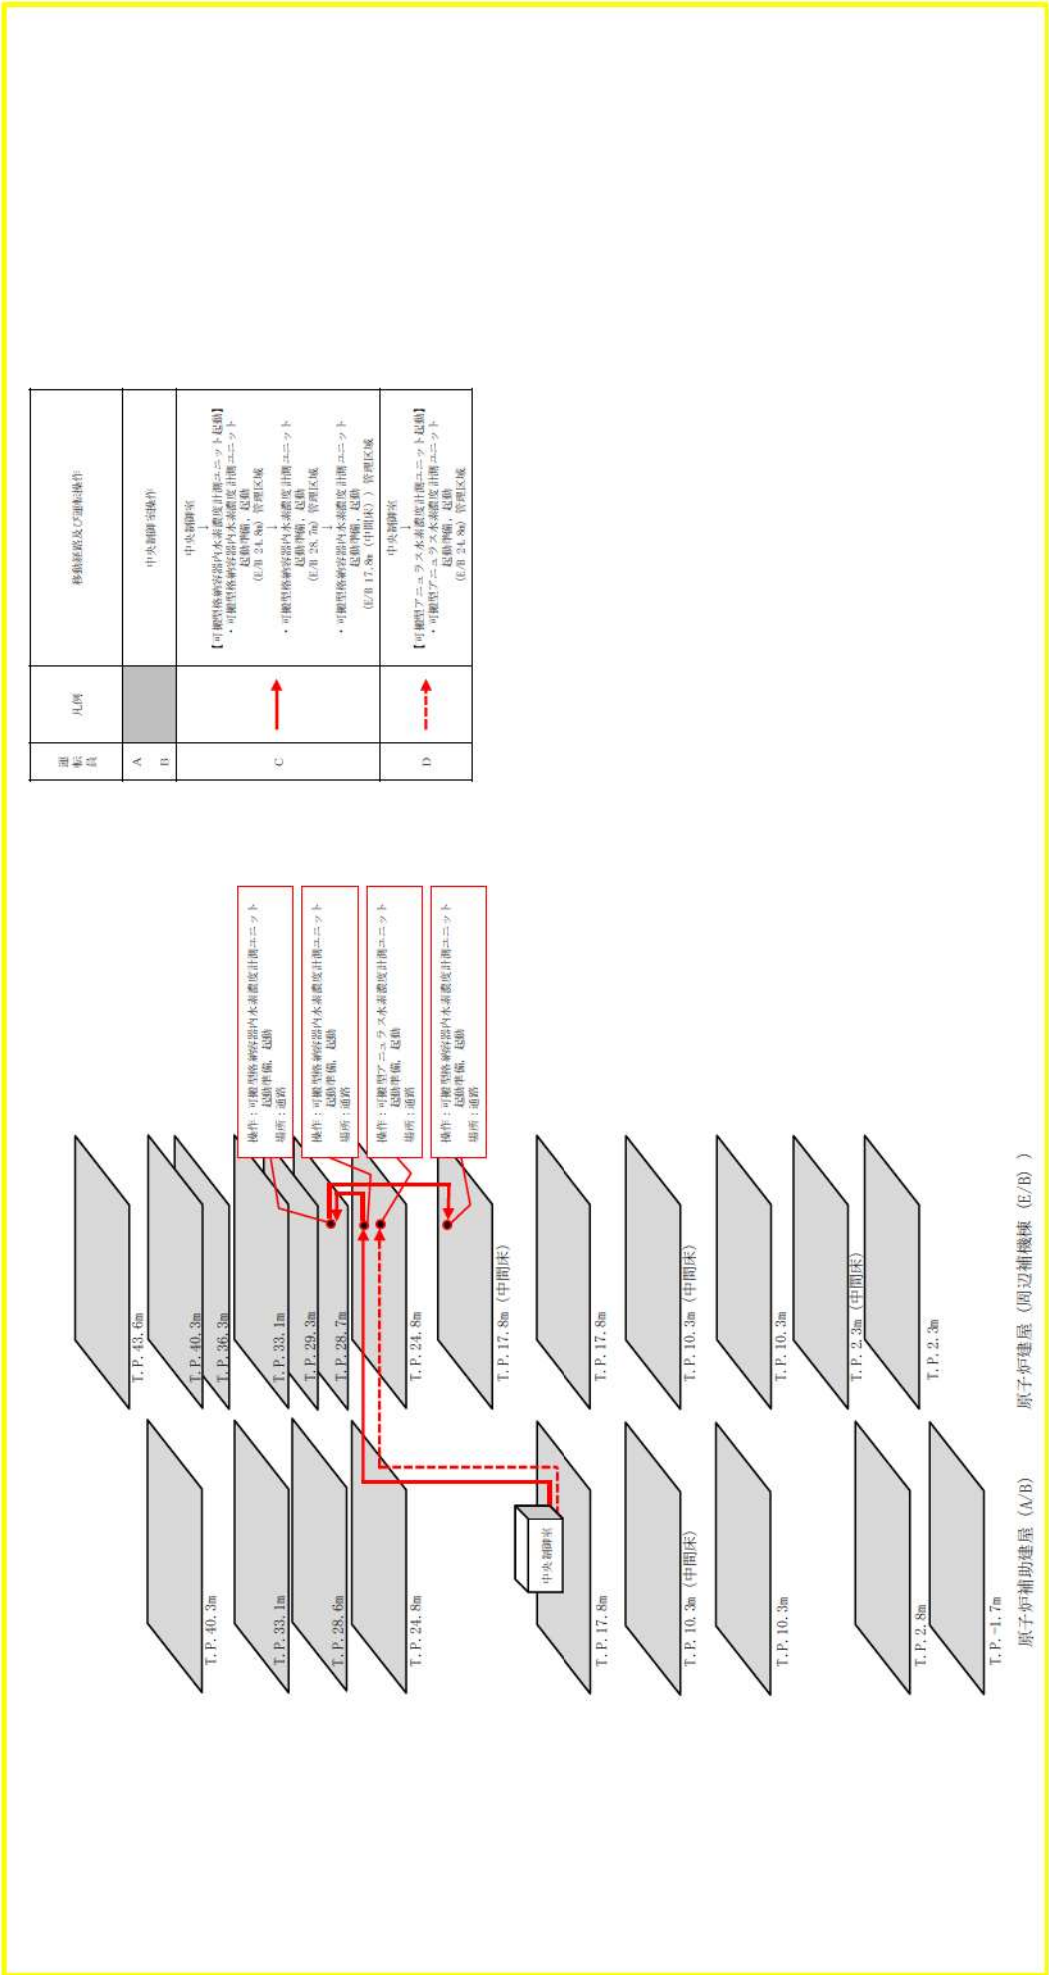 T.P. 43.6m
T.P. 40.3m
T.P. 36.3m
T.P. 33.1m
T.P. 29.3m
T.P. 28.7m
T.P. 24.8m
T.P. 17.8m (中間床)
T.P. 17.8m
T.P. 10.3m (中間床)
T.P. 10.3m
T.P. 2.3m (中間床)
T.P. 2.3m
原子炉建屋 (周辺補機棟 (E/B) )
T.P. 40.3m
T.P. 33.1m
T.P. 28.6m
T.P. 24.8m
中央制御室
T.P. 17.8m
T.P. 10.3m (中間床)
T.P. 10.3m
T.P. 2.8m
T.P. -1.7m
原子炉補助建屋 (A/B)
操作:可搬型格納容器内水素濃度計測ユニット
起動準備, 起動
場所:通路
操作:可搬型格納容器内水素濃度計測ユニット
起動準備, 起動
場所:通路
操作:可搬型アニュラス水素濃度計測ユニット
起動準備, 起動
場所:通路
操作:可搬型格納容器内水素濃度計測ユニット
起動準備, 起動
場所:通路
運転員
凡例
移動経路及び運転操作
A
B
中央制御室操作
C
中央制御室
↓
【可搬型格納容器内水素濃度計測ユニット起動】
・可搬型格納容器内水素濃度計測ユニット
起動準備, 起動
(E/B 24.8m) 管理区域
↓
・可搬型格納容器内水素濃度計測ユニット
起動準備, 起動
(E/B 28.7m) 管理区域
↓
・可搬型格納容器内水素濃度計測ユニット
起動準備, 起動
(E/B 17.8m (中間床) ) 管理区域
D
中央制御室
↓
【可搬型アニュラス水素濃度計測ユニット起動】
・可搬型アニュラス水素濃度計測ユニット
起動準備, 起動
(E/B 24.8m) 管理区域